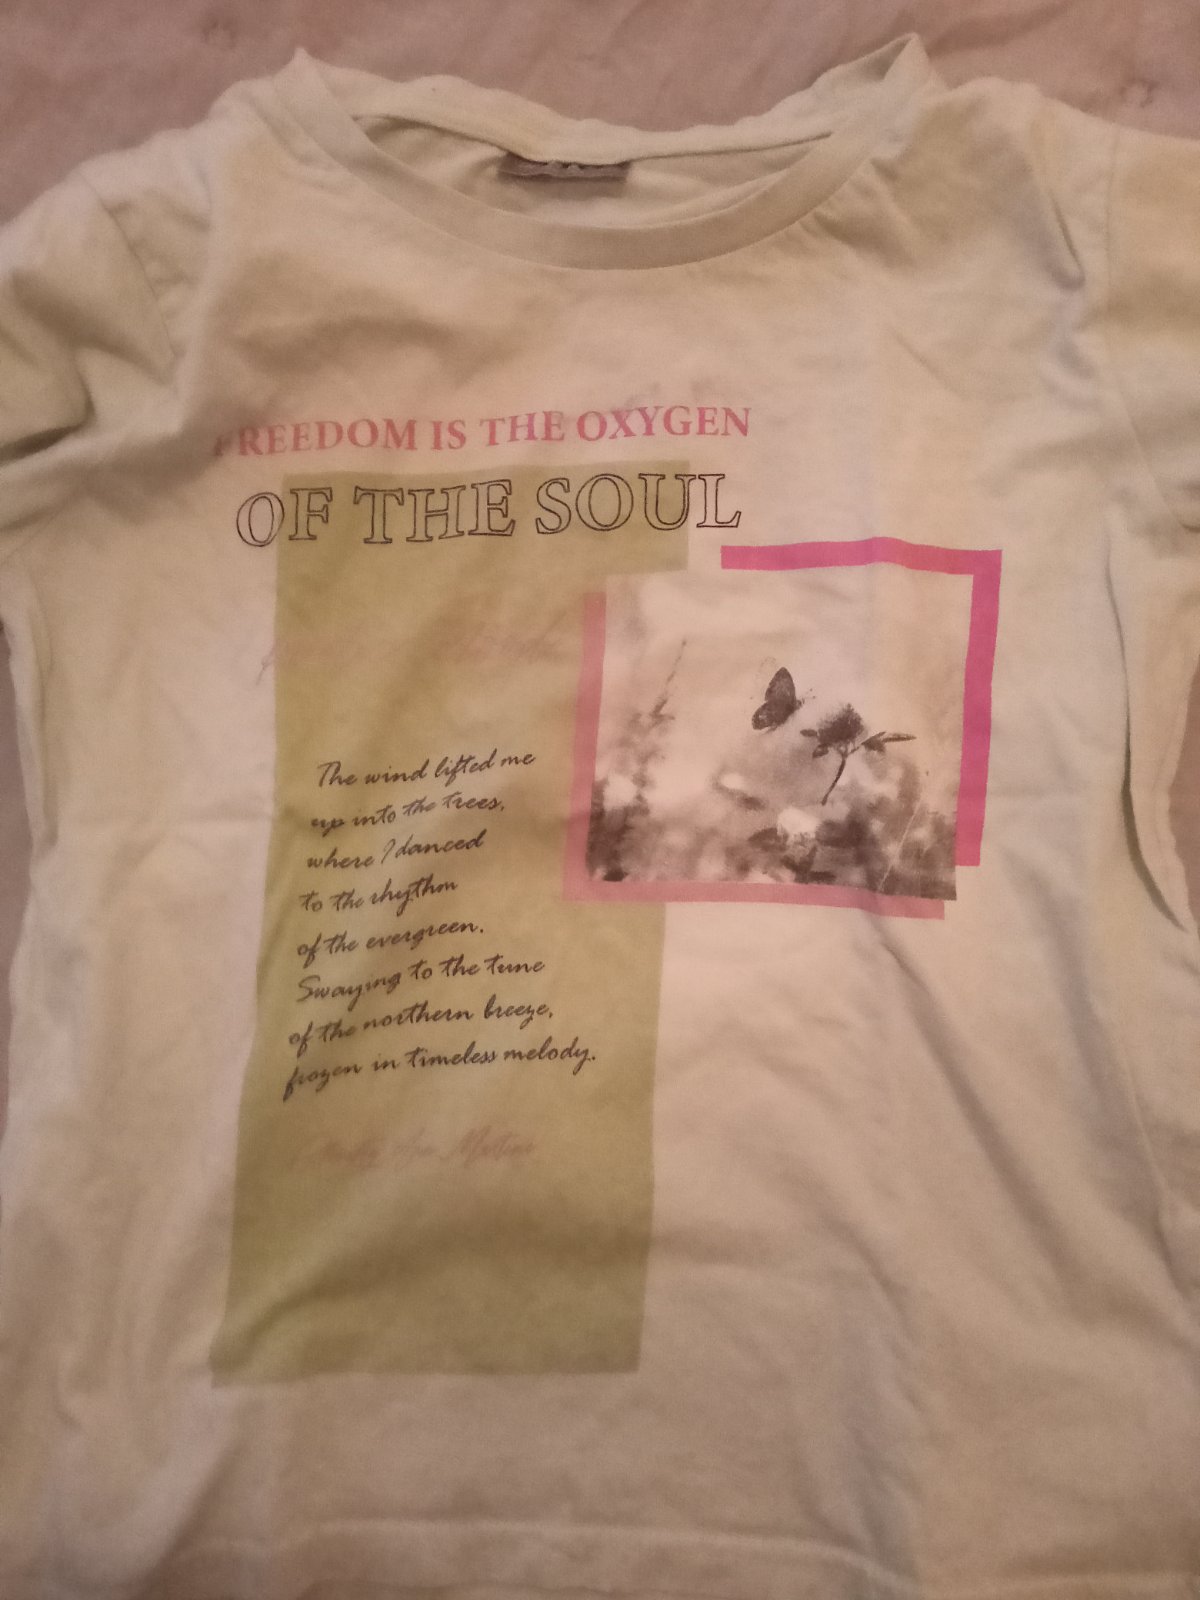 FREEDOM IS THE OXYGEN
OF THE SOUL
The wind lifted me
up into the trees,
where I danced
to the rhythm
of the evergreen.
Swaying to the tune
of the northern breeze,
frozen in timeless melody.